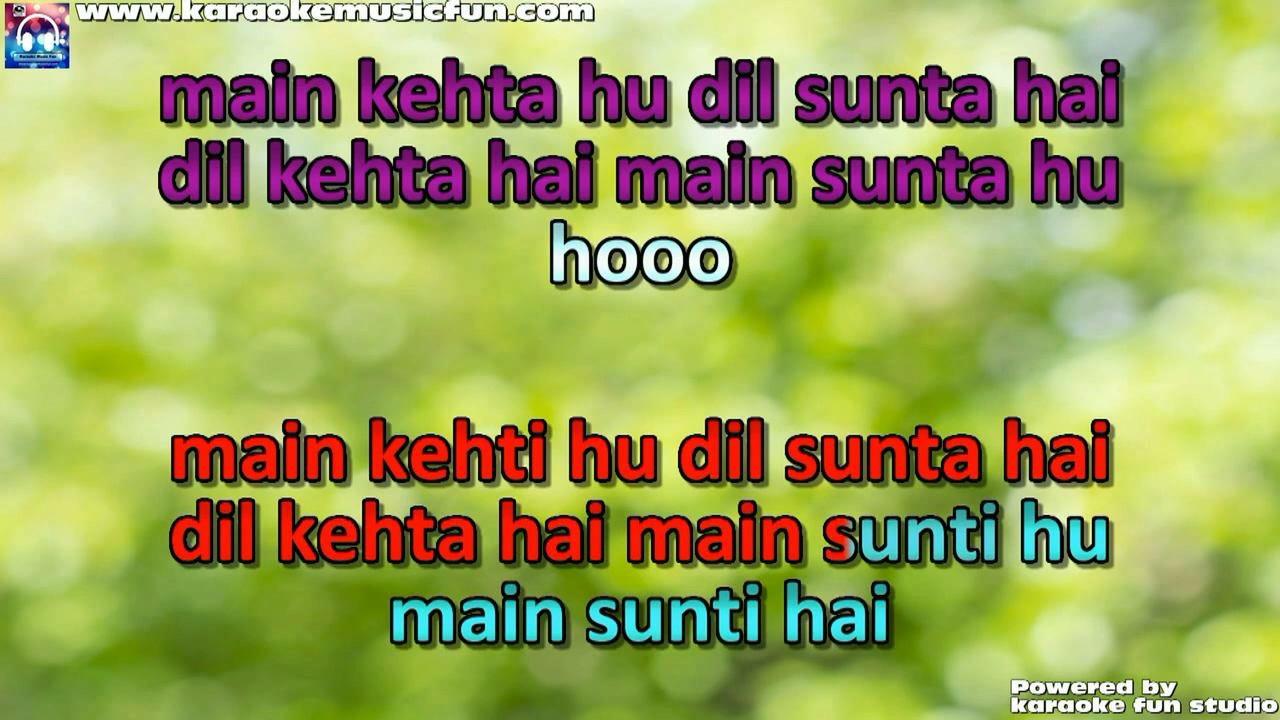 www.karaokemusicfun.com
main kehta hu dil sunta hai
dil kehta hai main sunta hu
hooo
main kehti hu dil sunta hai
dil kehta hai main sunti hu
main sunti hai
Powered by
karaoke fun studio